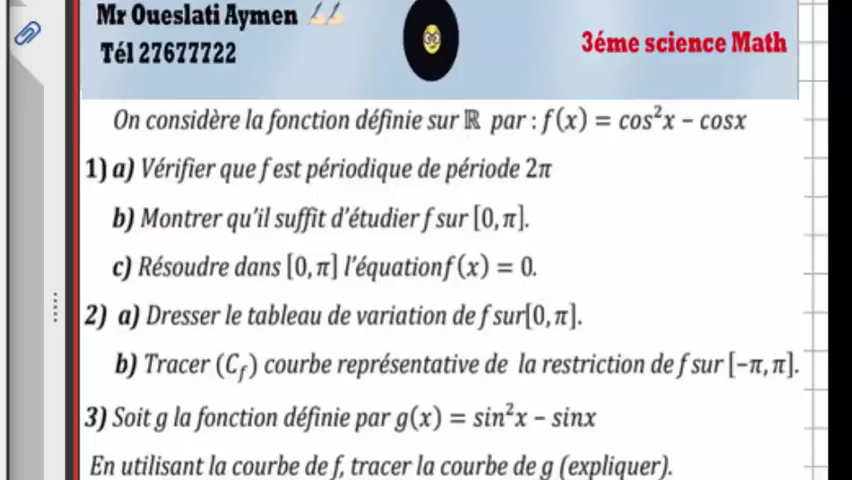 Mr Oueslati Aymen
Tél 27677722
3éme science Math
On considère la fonction définie sur ℝ par : f(x) = cos²x − cosx
1) a) Vérifier que f est périodique de période 2π
b) Montrer qu'il suffit d'étudier f sur [0, π].
c) Résoudre dans [0, π] l'équationf(x) = 0.
2) a) Dresser le tableau de variation de f sur[0, π].
b) Tracer (C_f) courbe représentative de la restriction de f sur [−π, π].
3) Soit g la fonction définie par g(x) = sin²x − sinx
En utilisant la courbe de f, tracer la courbe de g (expliquer).